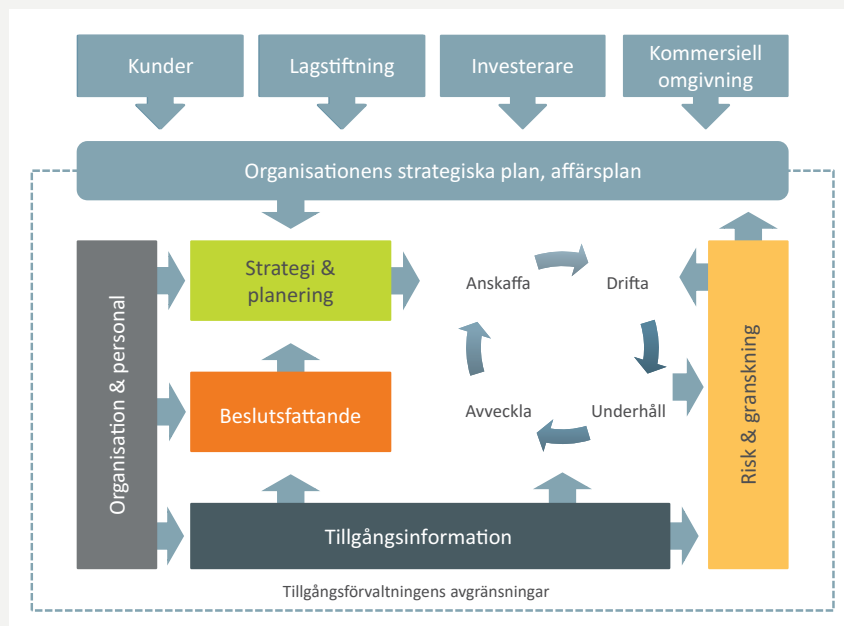 Kunder
Lagstiftning
Investerare
Kommersiell
omgivning
Organisationens strategiska plan, affärsplan
Organisation & personal
Strategi &
planering
Anskaffa
Drifta
Beslutsfattande
Avveckla
Underhåll
Risk & granskning
Tillgångsinformation
Tillgångsförvaltningens avgränsningar